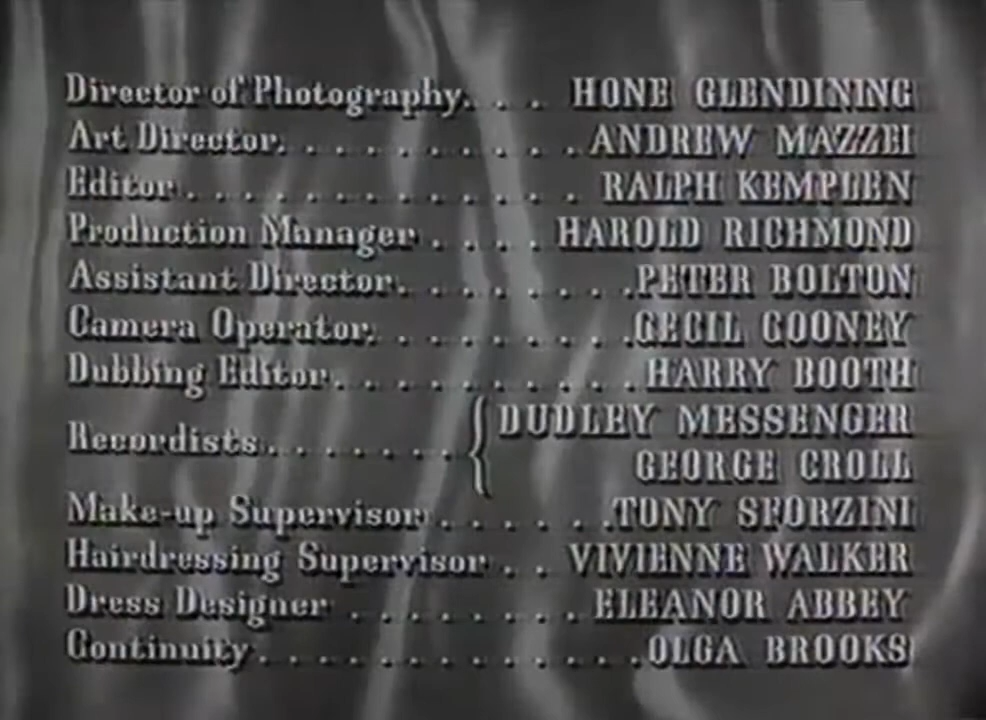 Director of Photography. . . HONE GLENDINING
Art Director. . . . . . . . . . ANDREW MAZZEI
Editor. . . . . . . . . . . . . . RALPH KEMPLEN
Production Manager . . . . HAROLD RICHMOND
Assistant Director. . . . . . . . .PETER BOLTON
Camera Operator. . . . . . . . . .CECIL COONEY
Dubbing Editor. . . . . . . . . . . HARRY BOOTH
Recordists. . . . . . . { DUDLEY MESSENGER
GEORGE CROLL
Make-up Supervisor . . . . . . .TONY SFORZINI
Hairdressing Supervisor . . VIVIENNE WALKER
Dress Designer . . . . . . . . ELEANOR ABBEY
Continuity. . . . . . . . . . . . . . .OLGA BROOKS